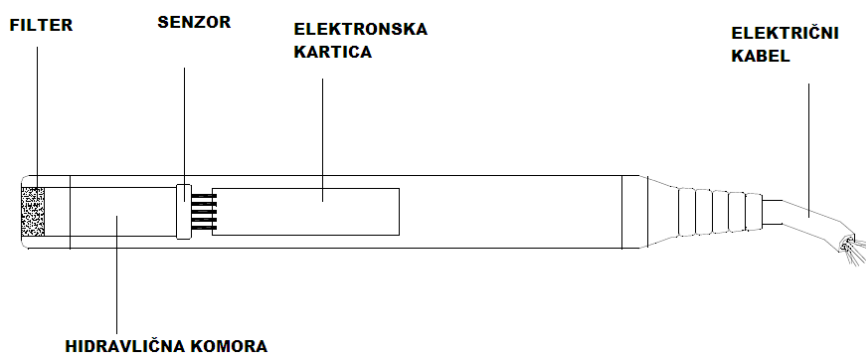 FILTER
SENZOR
ELEKTRONSKA
KARTICA
ELEKTRIČNI
KABEL
HIDRAVLIČNA KOMORA